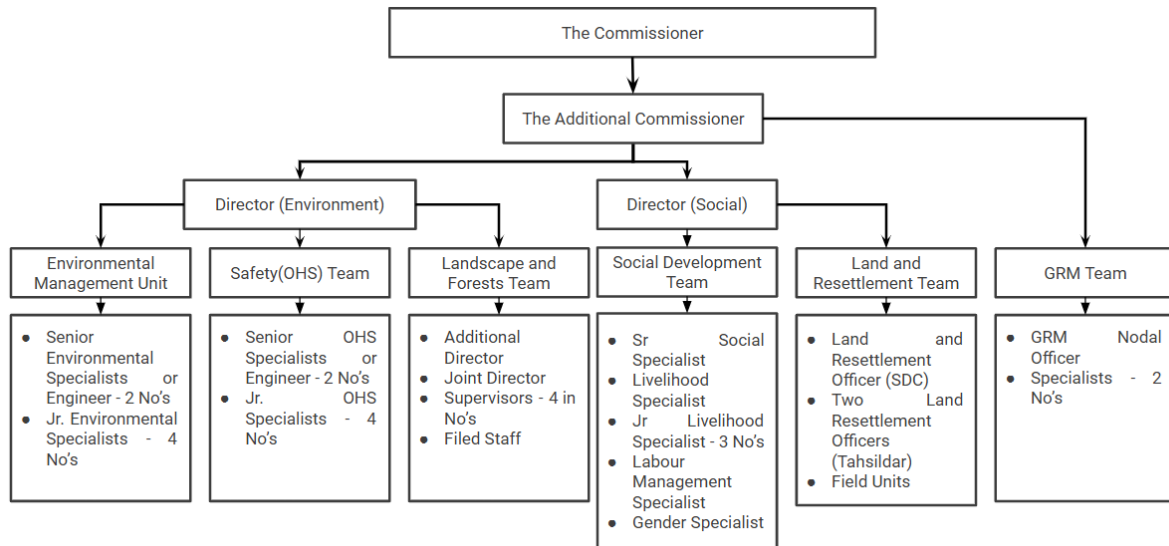 The Commissioner
The Additional Commissioner
Director (Environment)
Director (Social)
Environmental
Management Unit
Safety(OHS) Team
Landscape and
Forests Team
Social Development
Team
Land and
Resettlement Team
GRM Team
● Senior
Environmental
Specialists or
Engineer - 2 No's
● Jr. Environmental
Specialists - 4
No's
● Senior OHS
Specialists or
Engineer - 2 No's
● Jr. OHS
Specialists - 4
No's
● Additional
Director
● Joint Director
● Supervisors - 4 in
No's
● Filed Staff
● Sr Social
Specialist
● Livelihood
Specialist
● Jr Livelihood
Specialist - 3 No's
● Labour
Management
Specialist
● Gender Specialist
● Land and
Resettlement
Officer (SDC)
● Two Land
Resettlement
Officers
(Tahsildar)
● Field Units
● GRM Nodal
Officer
● Specialists - 2
No's